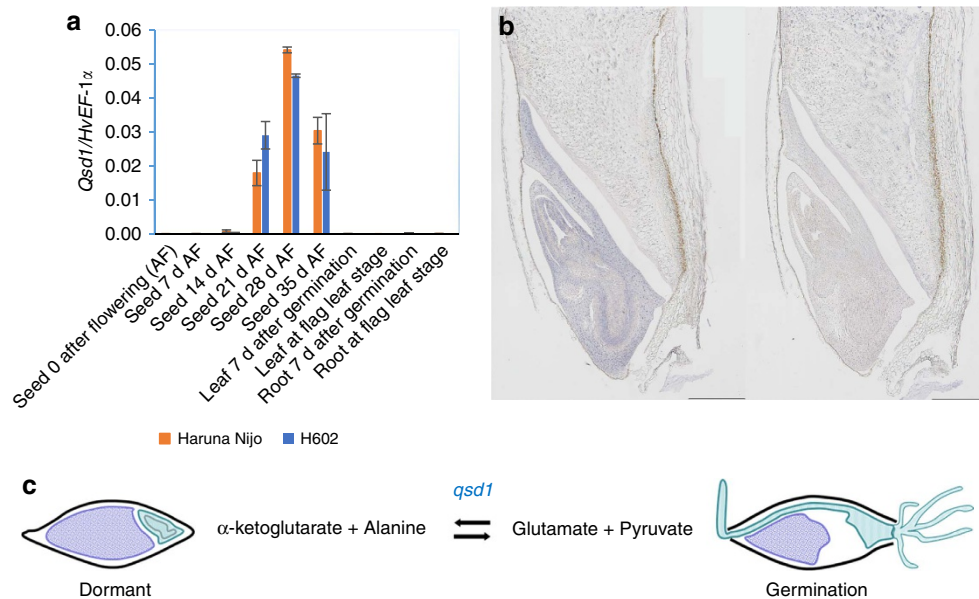 a
b
Qsd1/HvEF-1α
0.06
0.05
0.04
0.03
0.02
0.01
0.00
Seed 0 after flowering (AF)
Seed 7 d AF
Seed 14 d AF
Seed 21 d AF
Seed 28 d AF
Seed 35 d AF
Leaf 7 d after germination
Leaf at flag leaf stage
Root 7 d after germination
Root at flag leaf stage
Haruna Nijo
H602
c
qsd1
α-ketoglutarate + Alanine
Glutamate + Pyruvate
Dormant
Germination